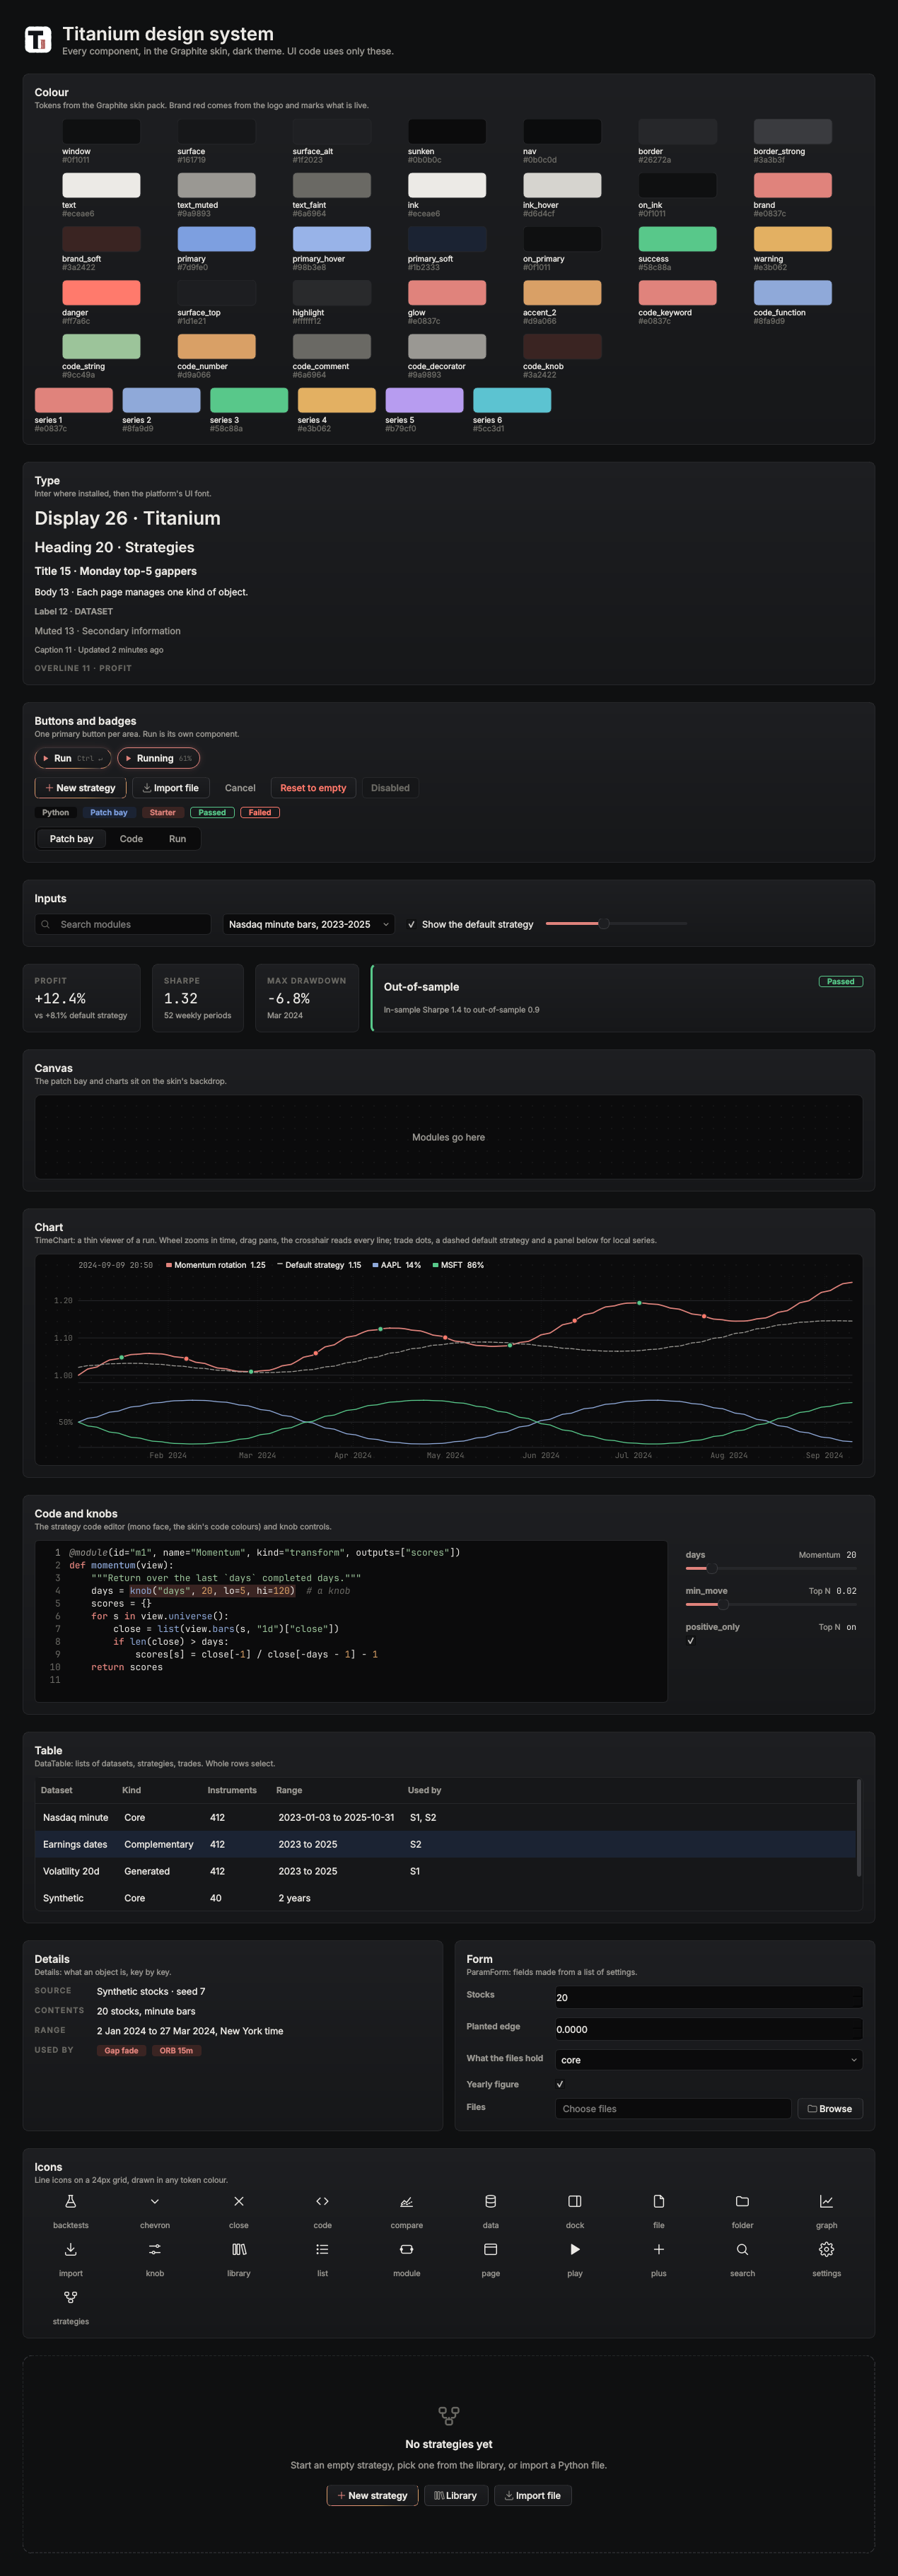 Titanium design system
Every component, in the Graphite skin, dark theme. UI code uses only these.
Colour
Tokens from the Graphite skin pack. Brand red comes from the logo and marks what is live.
window surface surface_alt sunken nav border border_strong
#0f1011 #161719 #1f2023 #0b0b0c #0b0c0d #26272a #3a3b3f
text text_muted text_faint ink ink_hover on_ink brand
#eceae6 #9a9893 #6a6964 #eceae6 #d6d4cf #0f1011 #e0837c
brand_soft primary primary_hover primary_soft on_primary success warning
#3a2422 #7d9fe0 #98b3e8 #1b2333 #0f1011 #58c88a #e3b062
danger surface_top highlight glow accent_2 code_keyword code_function
#ff7a6c #1d1e21 #ffffff12 #e0837c #d9a066 #e0837c #8fa9d9
code_string code_number code_comment code_decorator code_knob
#9cc49a #d9a066 #6a6964 #9a9893 #3a2422
series 1 series 2 series 3 series 4 series 5 series 6
#e0837c #8fa9d9 #58c88a #e3b062 #b79cf0 #5cc3d1
Type
Inter where installed, then the platform's UI font.
Display 26 · Titanium
Heading 20 · Strategies
Title 15 · Monday top-5 gappers
Body 13 · Each page manages one kind of object.
Label 12 · DATASET
Muted 13 · Secondary information
Caption 11 · Updated 2 minutes ago
OVERLINE 11 · PROFIT
Buttons and badges
One primary button per area. Run is its own component.
Run Ctrl ↵ Running 61%
New strategy Import file Cancel Reset to empty Disabled
Python Patch bay Starter Passed Failed
Patch bay Code Run
Inputs
Search modules Nasdaq minute bars, 2023-2025 Show the default strategy
PROFIT SHARPE MAX DRAWDOWN Out-of-sample Passed
+12.4% 1.32 -6.8%
vs +8.1% default strategy 52 weekly periods Mar 2024 In-sample Sharpe 1.4 to out-of-sample 0.9
Canvas
The patch bay and charts sit on the skin's backdrop.
Modules go here
Chart
TimeChart: a thin viewer of a run. Wheel zooms in time, drag pans, the crosshair reads every line; trade dots, a dashed default strategy and a panel below for local series.
2024-09-09 20:50 Momentum rotation 1.25 Default strategy 1.15 AAPL 14% MSFT 86%
1.20
1.10
1.00
50%
Feb 2024 Mar 2024 Apr 2024 May 2024 Jun 2024 Jul 2024 Aug 2024 Sep 2024
Code and knobs
The strategy code editor (mono face, the skin's code colours) and knob controls.
1 @module(id="m1", name="Momentum", kind="transform", outputs=["scores"])
2 def momentum(view):
3 """Return over the last `days` completed days."""
4 days = knob("days", 20, lo=5, hi=120) # a knob
5 scores = {}
6 for s in view.universe():
7 close = list(view.bars(s, "1d")["close"])
8 if len(close) > days:
9 scores[s] = close[-1] / close[-days - 1] - 1
10 return scores
11
days Momentum 20
min_move Top N 0.02
positive_only Top N on
Table
DataTable: lists of datasets, strategies, trades. Whole rows select.
Dataset Kind Instruments Range Used by
Nasdaq minute Core 412 2023-01-03 to 2025-10-31 S1, S2
Earnings dates Complementary 412 2023 to 2025 S2
Volatility 20d Generated 412 2023 to 2025 S1
Synthetic Core 40 2 years
Details
Details: what an object is, key by key.
SOURCE Synthetic stocks · seed 7
CONTENTS 20 stocks, minute bars
RANGE 2 Jan 2024 to 27 Mar 2024, New York time
USED BY Gap fade ORB 15m
Form
ParamForm: fields made from a list of settings.
Stocks 20
Planted edge 0.0000
What the files hold core
Yearly figure
Files Choose files Browse
Icons
Line icons on a 24px grid, drawn in any token colour.
backtests chevron close code compare data dock file folder graph
import knob library list module page play plus search settings
strategies
No strategies yet
Start an empty strategy, pick one from the library, or import a Python file.
New strategy Library Import file